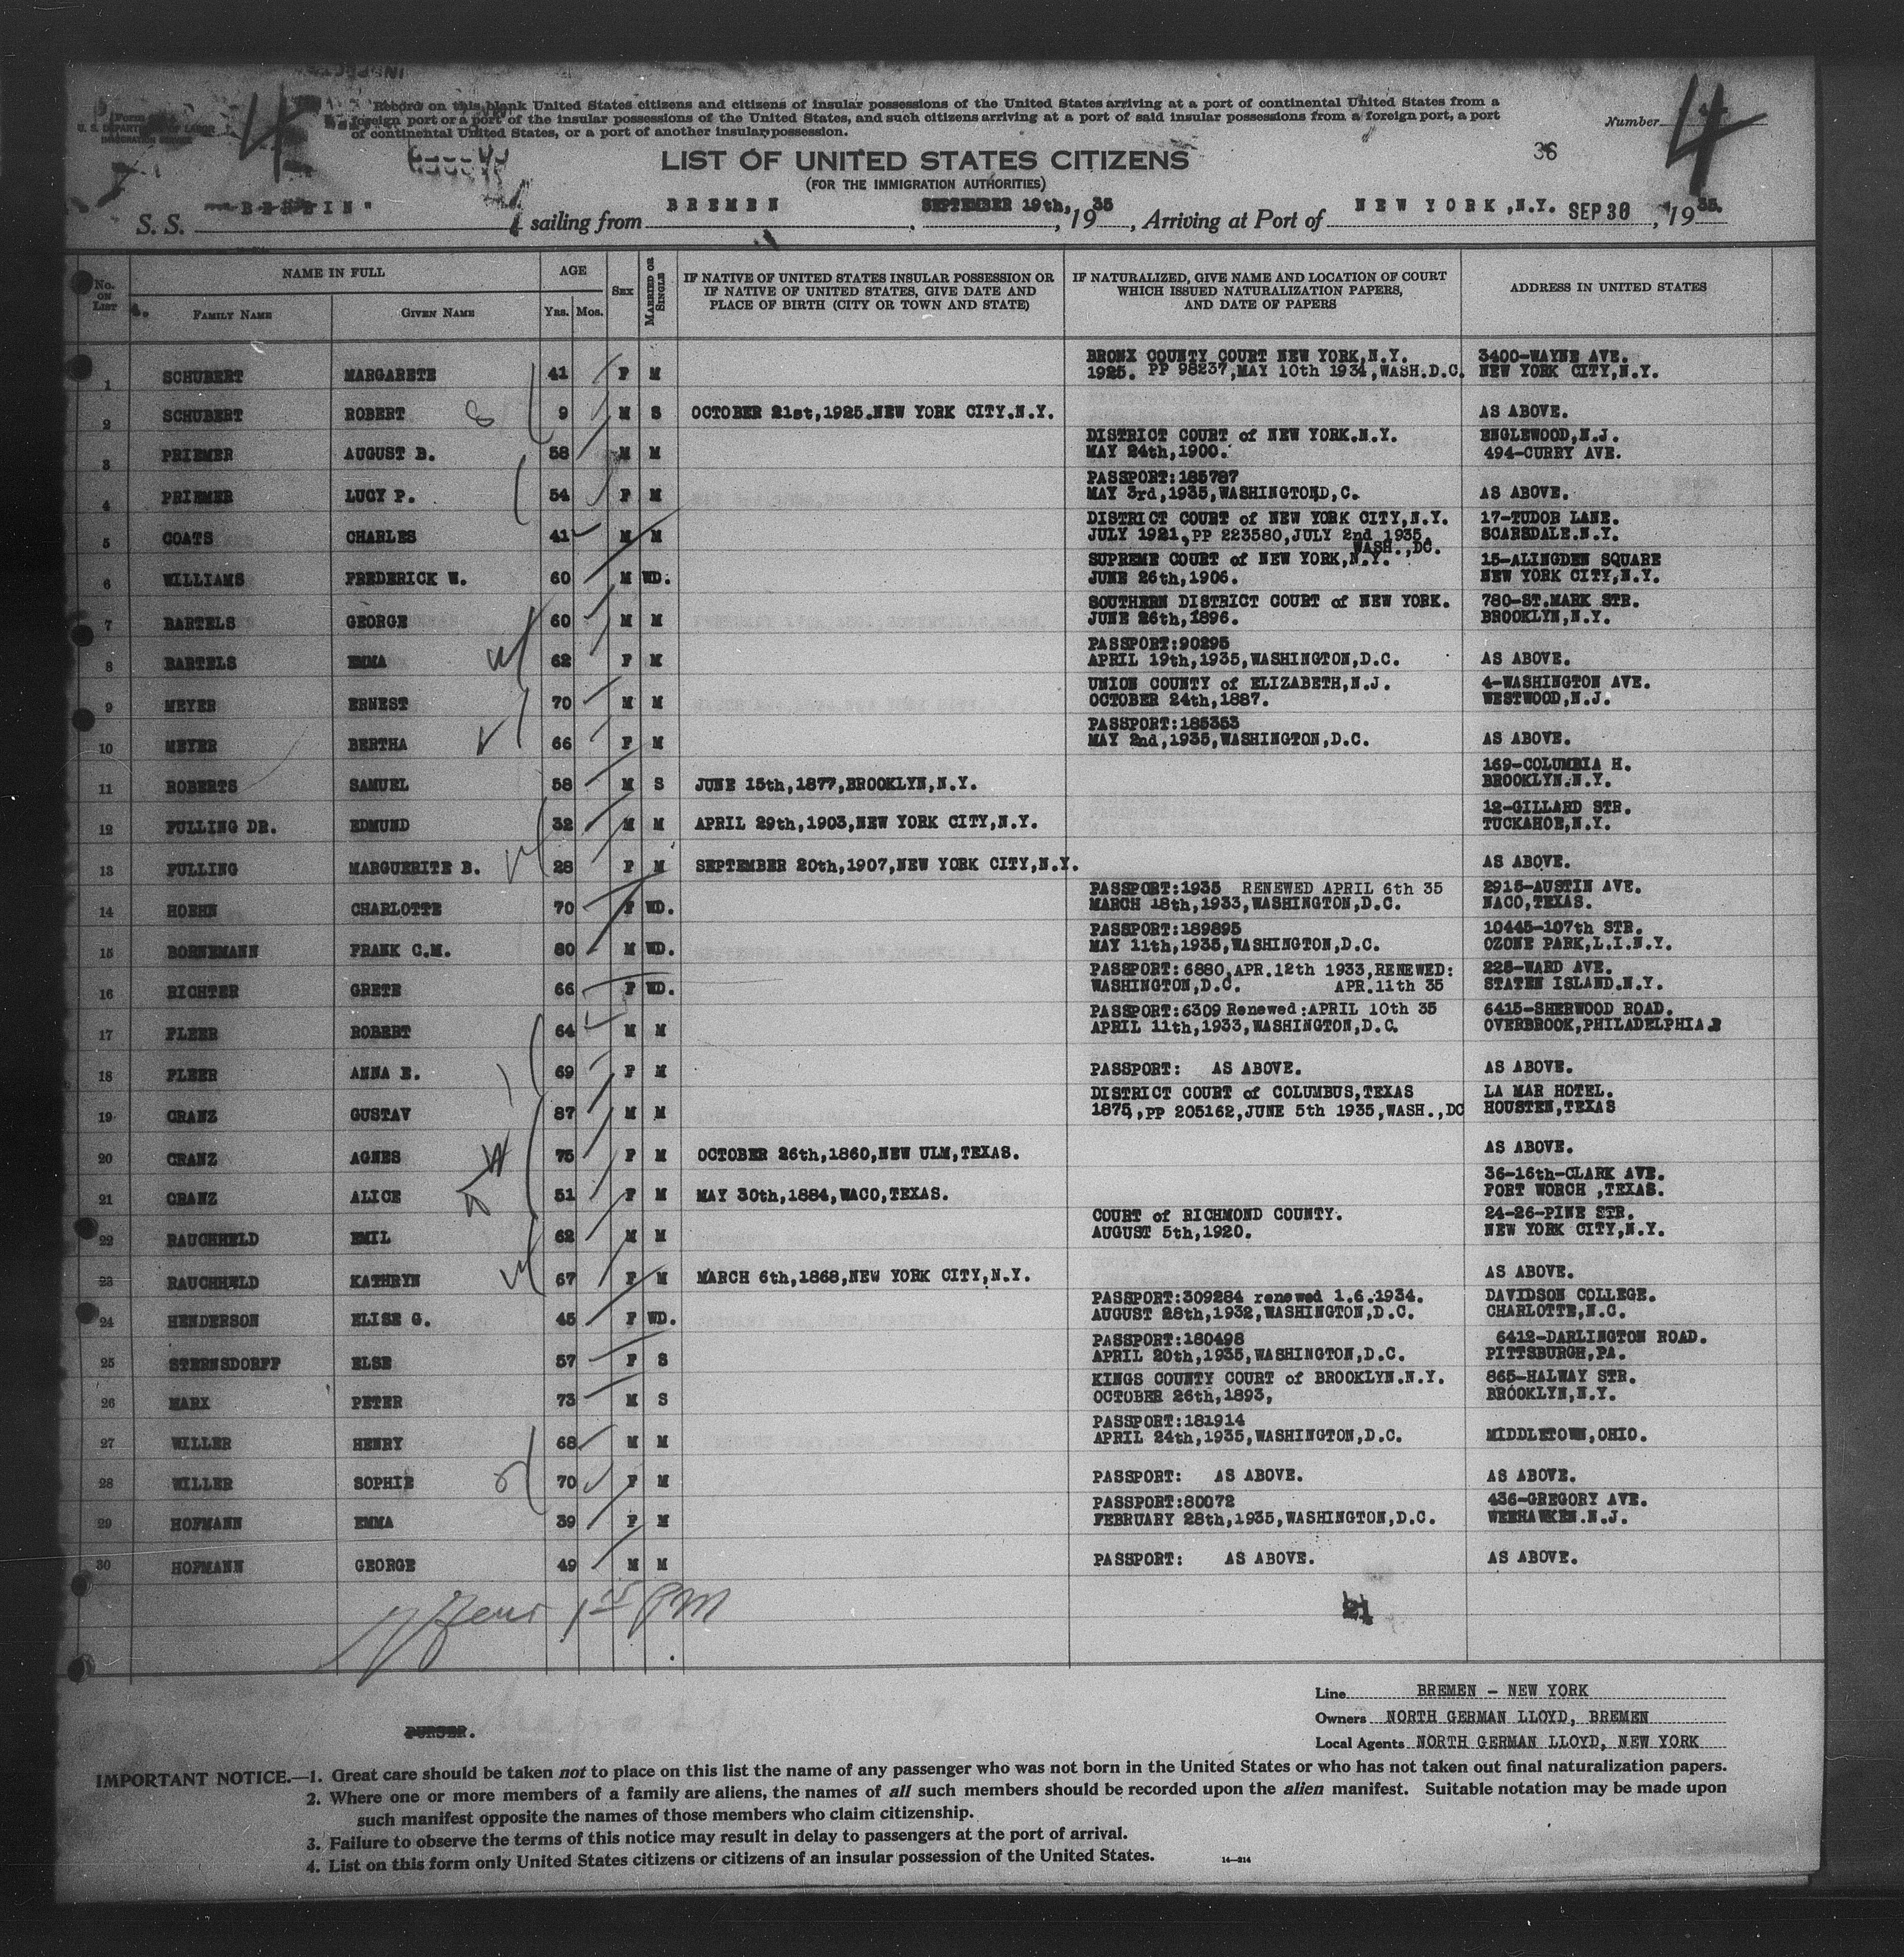 Form
U. S. DEPARTMENT OF LABOR
IMMIGRATION SERVICE
4
Record on this blank United States citizens and citizens of insular possessions of the United States arriving at a port of continental United States from a
foreign port or a port of the insular possessions of the United States, and such citizens arriving at a port of said insular possessions from a foreign port, a port
of continental United States, or a port of another insular possession.
Number
4
36
LIST OF UNITED STATES CITIZENS
(FOR THE IMMIGRATION AUTHORITIES)
S. S. BERLIN" sailing from BREMEN, SEPTEMBER 19th, 1935, Arriving at Port of NEW YORK, N.Y. SEP 30, 1935.
No. on List
NAME IN FULL
FAMILY NAME
GIVEN NAME
AGE
Yrs. Mos.
SEX
MARRIED OR SINGLE
IF NATIVE OF UNITED STATES INSULAR POSSESSION OR
IF NATIVE OF UNITED STATES, GIVE DATE AND
PLACE OF BIRTH (CITY OR TOWN AND STATE)
IF NATURALIZED, GIVE NAME AND LOCATION OF COURT
WHICH ISSUED NATURALIZATION PAPERS,
AND DATE OF PAPERS
ADDRESS IN UNITED STATES
BRONX COUNTY COURT NEW YORK,N.Y. 3400-WAYNE AVE.
1 SCHUBERT MARGARETE 41 F M 1925. PP 98237,MAY 10th 1934,WASH.D.C. NEW YORK CITY,N.Y.
2 SCHUBERT ROBERT 9 M S OCTOBER 21st,1925.NEW YORK CITY.N.Y. AS ABOVE.
DISTRICT COURT of NEW YORK.N.Y. ENGLEWOOD,N.J.
3 PRIEMER AUGUST B. 58 M M MAY 24th,1900. 494-CURRY AVE.
PASSPORT:185787
4 PRIEMER LUCY P. 54 F M MAY 3rd,1935,WASHINGTOND,C. AS ABOVE.
DISTRICT COURT of NEW YORK CITY,N.Y. 17-TUDOR LANE.
5 COATS CHARLES 41 M M JULY 1921,PP 223580,JULY 2nd 1935, SCARSDALE.N.Y.
WASH.,DC.
SUPREME COURT of NEW YORK,N.Y. 15-ALINGDEN SQUARE
6 WILLIAMS FREDERICK W. 60 M WD. JUNE 26th,1906. NEW YORK CITY,N.Y.
SOUTHERN DISTRICT COURT of NEW YORK. 780-ST.MARK STR.
7 BARTELS GEORGE 60 M M JUNE 26th,1896. BROOKLYN,N.Y.
PASSPORT:90295
8 BARTELS EMMA 62 F M APRIL 19th,1935,WASHINGTON,D.C. AS ABOVE.
UNION COUNTY of ELIZABETH,N.J. 4-WASHINGTON AVE.
9 MEYER ERNEST 70 M M OCTOBER 24th,1887. WESTWOOD,N.J.
PASSPORT:185353
10 MEYER BERTHA 66 F M MAY 2nd,1935,WASHINGTON,D.C. AS ABOVE.
169-COLUMBIA H.
11 ROBERTS SAMUEL 58 M S JUNE 15th,1877,BROOKLYN,N.Y. BROOKLYN.N.Y.
12-GILLARD STR.
12 FULLING DR. EDMUND 32 M M APRIL 29th,1903,NEW YORK CITY,N.Y. TUCKAHOE,N.Y.
13 FULLING MARGUERITE B. 28 F M SEPTEMBER 20th,1907,NEW YORK CITY,N.Y. AS ABOVE.
PASSPORT:1935 RENEWED APRIL 6th 35 2915-AUSTIN AVE.
14 HOEHN CHARLOTTE 70 F WD. MARCH 18th,1933,WASHINGTON,D.C. NACO,TEXAS.
PASSPORT:189895 10445-107th STR.
15 BORNEMANN FRANK C.M. 80 M WD. MAY 11th,1935,WASHINGTON,D.C. OZONE PARK,L.I.N.Y.
PASSPORT: 6880,APR.12th 1933,RENEWED: 228-WARD AVE.
16 RICHTER GRETE 66 F WD. WASHINGTON,D.C. APR.11th 35 STATEN ISLAND.N.Y.
PASSPORT:6309 Renewed:APRIL 10th 35 6415-SHERWOOD ROAD.
17 FLEER ROBERT 64 M M APRIL 11th,1933,WASHINGTON,D.C. OVERBROOK,PHILADELPHIA.P
18 FLEER ANNA E. 69 F M PASSPORT: AS ABOVE. AS ABOVE.
DISTRICT COURT of COLUMBUS,TEXAS LA MAR HOTEL.
19 CRANZ GUSTAV 87 M M 1875,PP 205162,JUNE 5th 1935,WASH.,DC HOUSTEN,TEXAS
20 CRANZ AGNES 75 F M OCTOBER 26th,1860,NEW ULM,TEXAS. AS ABOVE.
36-16th-CLARK AVE.
21 CRANZ ALICE 51 F M MAY 30th,1884,WACO,TEXAS. FORT WORCH ,TEXAS.
COURT of RICHMOND COUNTY. 24-26-PINE STR.
22 RAUCHHELD EMIL 62 M M AUGUST 5th,1920. NEW YORK CITY,N.Y.
23 RAUCHHELD KATHRYN 67 F M MARCH 6th,1868,NEW YORK CITY,N.Y. AS ABOVE.
PASSPORT:309284 renewed 1.6.1934. DAVIDSON COLLEGE.
24 HENDERSON ELISE G. 45 F WD. AUGUST 28th,1932,WASHINGTON,D.C. CHARLOTTE,N.C.
PASSPORT:180498 6412-DARLINGTON ROAD.
25 STERNSDORFF ELSE 57 F S APRIL 20th,1935,WASHINGTON,D.C. PITTSBURGH,PA.
KINGS COUNTY COURT of BROOKLYN.N.Y. 865-HALWAY STR.
26 MARX PETER 73 M S OCTOBER 26th,1893, BROOKLYN,N.Y.
PASSPORT:181914
27 WILLER HENRY 68 M M APRIL 24th,1935,WASHINGTON,D.C. MIDDLETOWN,OHIO.
28 WILLER SOPHIE 70 F M PASSPORT: AS ABOVE. AS ABOVE.
PASSPORT:80072 436-GREGORY AVE.
29 HOFMANN EMMA 39 F M FEBRUARY 28th,1935,WASHINGTON,D.C. WEEHAWKEN.N.J.
30 HOFMANN GEORGE 49 M M PASSPORT: AS ABOVE. AS ABOVE.
PM
21
Line BREMEN - NEW YORK
PURSER.
Owners NORTH GERMAN LLOYD, BREMEN
Local Agents NORTH GERMAN LLOYD, NEW YORK
IMPORTANT NOTICE.—1. Great care should be taken not to place on this list the name of any passenger who was not born in the United States or who has not taken out final naturalization papers.
2. Where one or more members of a family are aliens, the names of all such members should be recorded upon the alien manifest. Suitable notation may be made upon
such manifest opposite the names of those members who claim citizenship.
3. Failure to observe the terms of this notice may result in delay to passengers at the port of arrival.
4. List on this form only United States citizens or citizens of an insular possession of the United States.
14—214